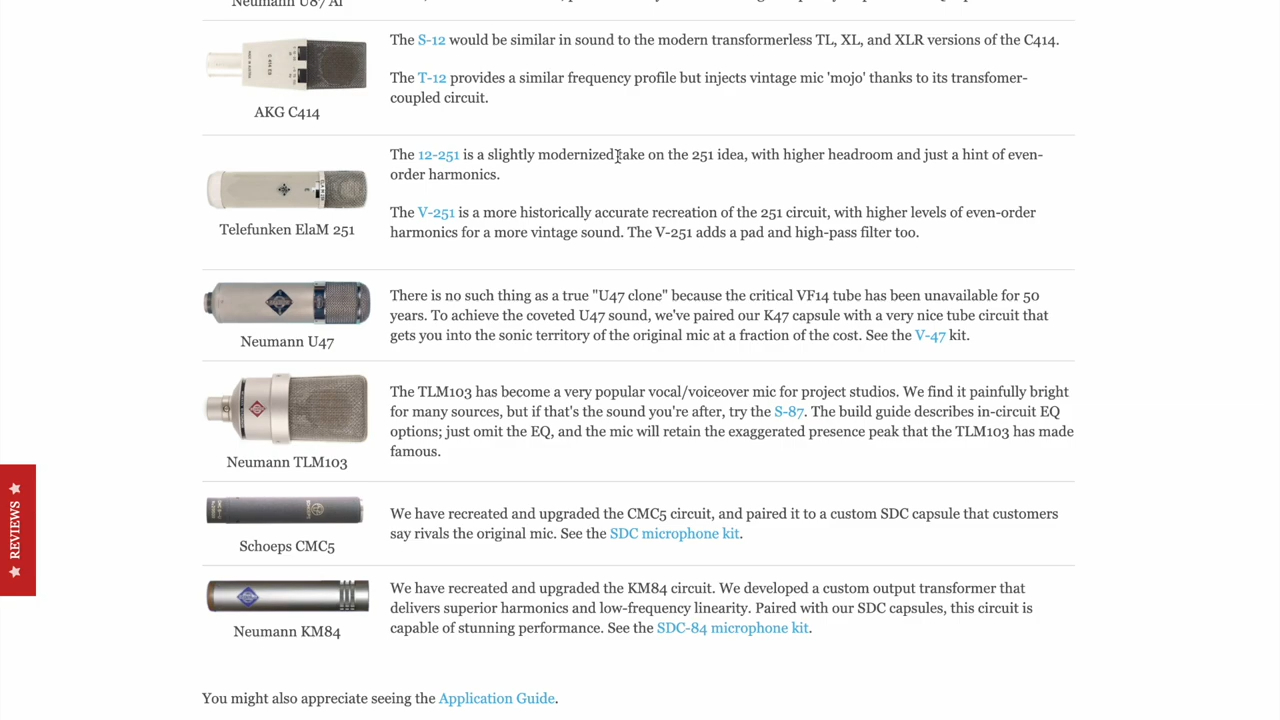 Neumann U87 Ai
The S-12 would be similar in sound to the modern transformerless TL, XL, and XLR versions of the C414.
The T-12 provides a similar frequency profile but injects vintage mic 'mojo' thanks to its transfomer-
coupled circuit.
AKG C414
The 12-251 is a slightly modernized take on the 251 idea, with higher headroom and just a hint of even-
order harmonics.
The V-251 is a more historically accurate recreation of the 251 circuit, with higher levels of even-order
harmonics for a more vintage sound. The V-251 adds a pad and high-pass filter too.
Telefunken ElaM 251
There is no such thing as a true "U47 clone" because the critical VF14 tube has been unavailable for 50
years. To achieve the coveted U47 sound, we've paired our K47 capsule with a very nice tube circuit that
gets you into the sonic territory of the original mic at a fraction of the cost. See the V-47 kit.
Neumann U47
The TLM103 has become a very popular vocal/voiceover mic for project studios. We find it painfully bright
for many sources, but if that's the sound you're after, try the S-87. The build guide describes in-circuit EQ
options; just omit the EQ, and the mic will retain the exaggerated presence peak that the TLM103 has made
famous.
Neumann TLM103
We have recreated and upgraded the CMC5 circuit, and paired it to a custom SDC capsule that customers
say rivals the original mic. See the SDC microphone kit.
Schoeps CMC5
We have recreated and upgraded the KM84 circuit. We developed a custom output transformer that
delivers superior harmonics and low-frequency linearity. Paired with our SDC capsules, this circuit is
capable of stunning performance. See the SDC-84 microphone kit.
Neumann KM84
You might also appreciate seeing the Application Guide.
★ REVIEWS ★